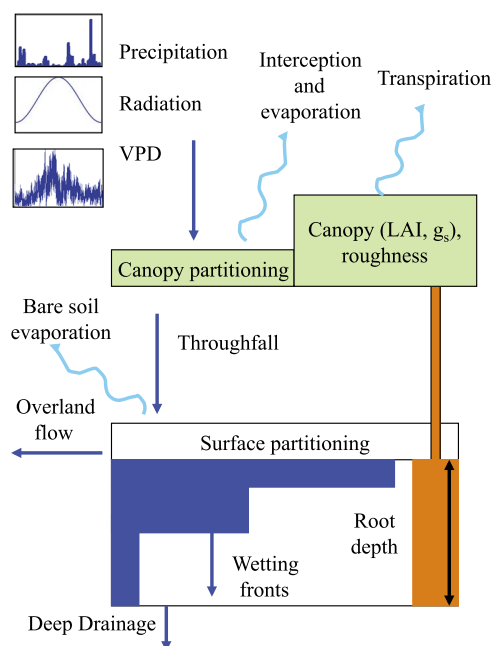 Precipitation
Radiation
VPD
Interception
and
evaporation
Transpiration
Canopy (LAI, gs),
roughness
Canopy partitioning
Bare soil
evaporation
Throughfall
Overland
flow
Surface partitioning
Root
depth
Wetting
fronts
Deep Drainage